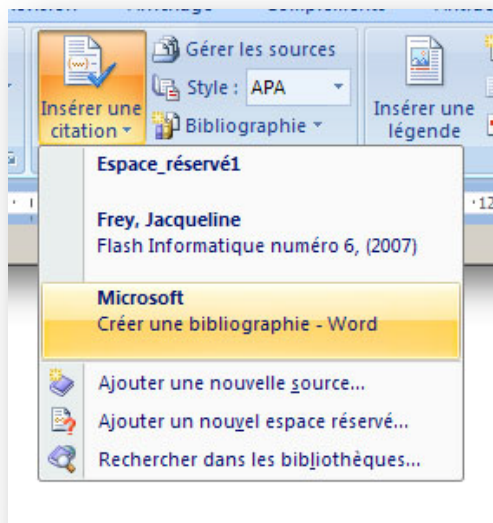 Insérer une
citation
Gérer les sources
Style : APA
Bibliographie
Insérer une
légende
Espace_réservé1
Frey, Jacqueline
Flash Informatique numéro 6, (2007)
Microsoft
Créer une bibliographie - Word
Ajouter une nouvelle source...
Ajouter un nouvel espace réservé...
Rechercher dans les bibliothèques...
12